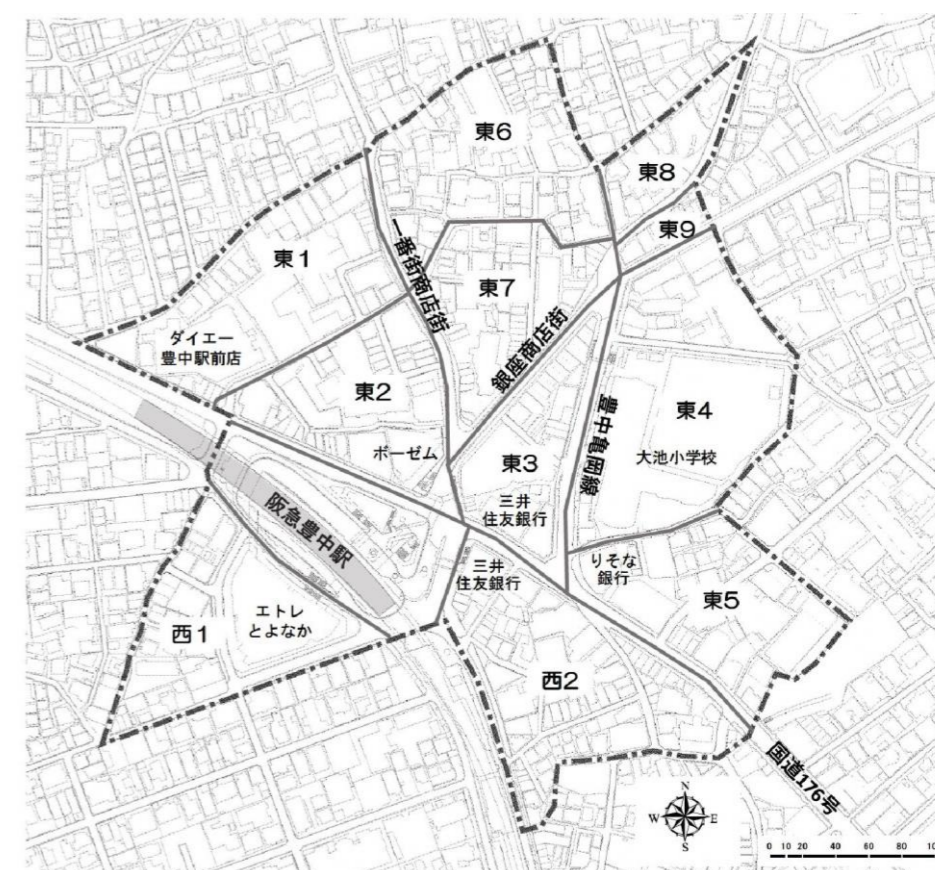 東6
東8
東9
東1
一番街商店街
東7
ダイエー
豊中駅前店
銀座商店街
東2
東4
豊中亀岡線
ボーゼム
東3
大池小学校
三井
住友銀行
阪急豊中駅
三井
住友銀行
りそな
銀行
東5
エトレ
とよなか
西1
西2
国道176号
N
W
E
S
0 10 20 40 60 80